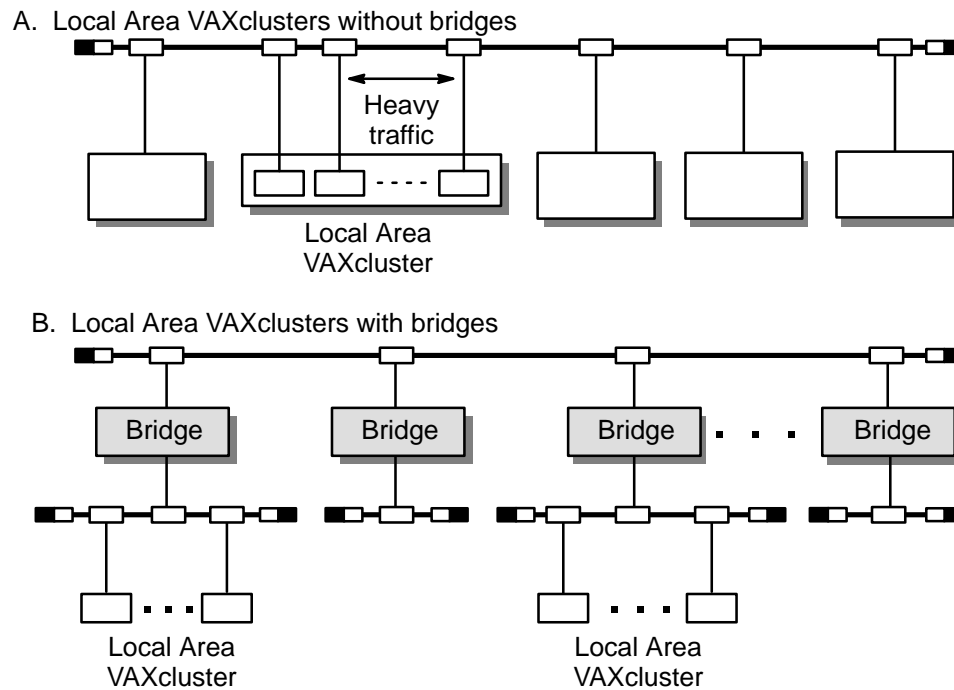 A. Local Area VAXclusters without bridges
Heavy
traffic
Local Area
VAXcluster
B. Local Area VAXclusters with bridges
Bridge Bridge Bridge Bridge
Local Area Local Area
VAXcluster VAXcluster